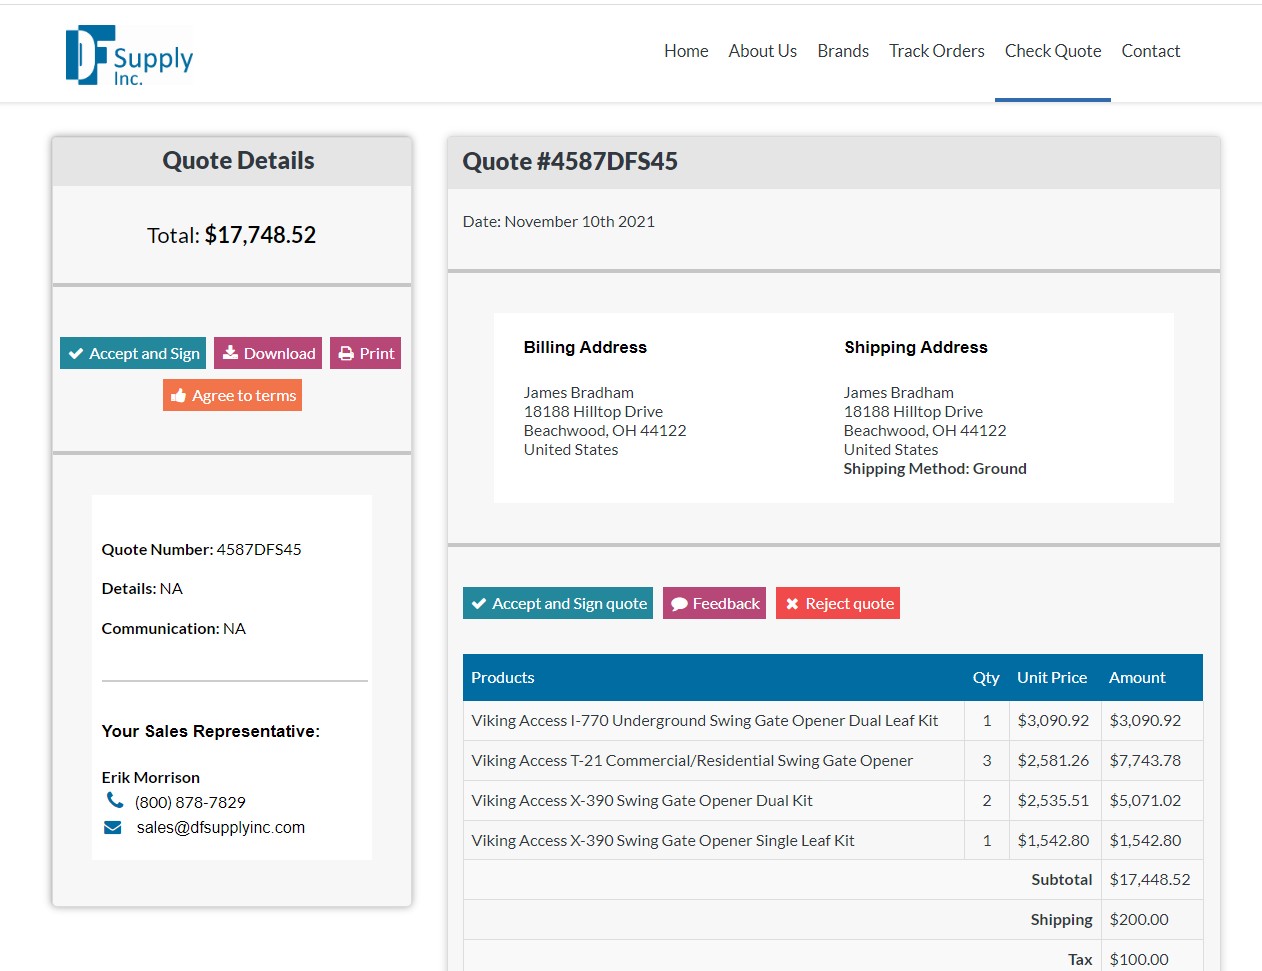 DF Supply Inc.
Home About Us Brands Track Orders Check Quote Contact
Quote Details
Total: $17,748.52
Accept and Sign Download Print
Agree to terms
Quote Number: 4587DFS45
Details: NA
Communication: NA
Your Sales Representative:
Erik Morrison
(800) 878-7829
sales@dfsupplyinc.com
Quote #4587DFS45
Date: November 10th 2021
Billing Address
James Bradham
18188 Hilltop Drive
Beachwood, OH 44122
United States
Shipping Address
James Bradham
18188 Hilltop Drive
Beachwood, OH 44122
United States
Shipping Method: Ground
Accept and Sign quote Feedback Reject quote
Products Qty Unit Price Amount
Viking Access I-770 Underground Swing Gate Opener Dual Leaf Kit 1 $3,090.92 $3,090.92
Viking Access T-21 Commercial/Residential Swing Gate Opener 3 $2,581.26 $7,743.78
Viking Access X-390 Swing Gate Opener Dual Kit 2 $2,535.51 $5,071.02
Viking Access X-390 Swing Gate Opener Single Leaf Kit 1 $1,542.80 $1,542.80
Subtotal $17,448.52
Shipping $200.00
Tax $100.00